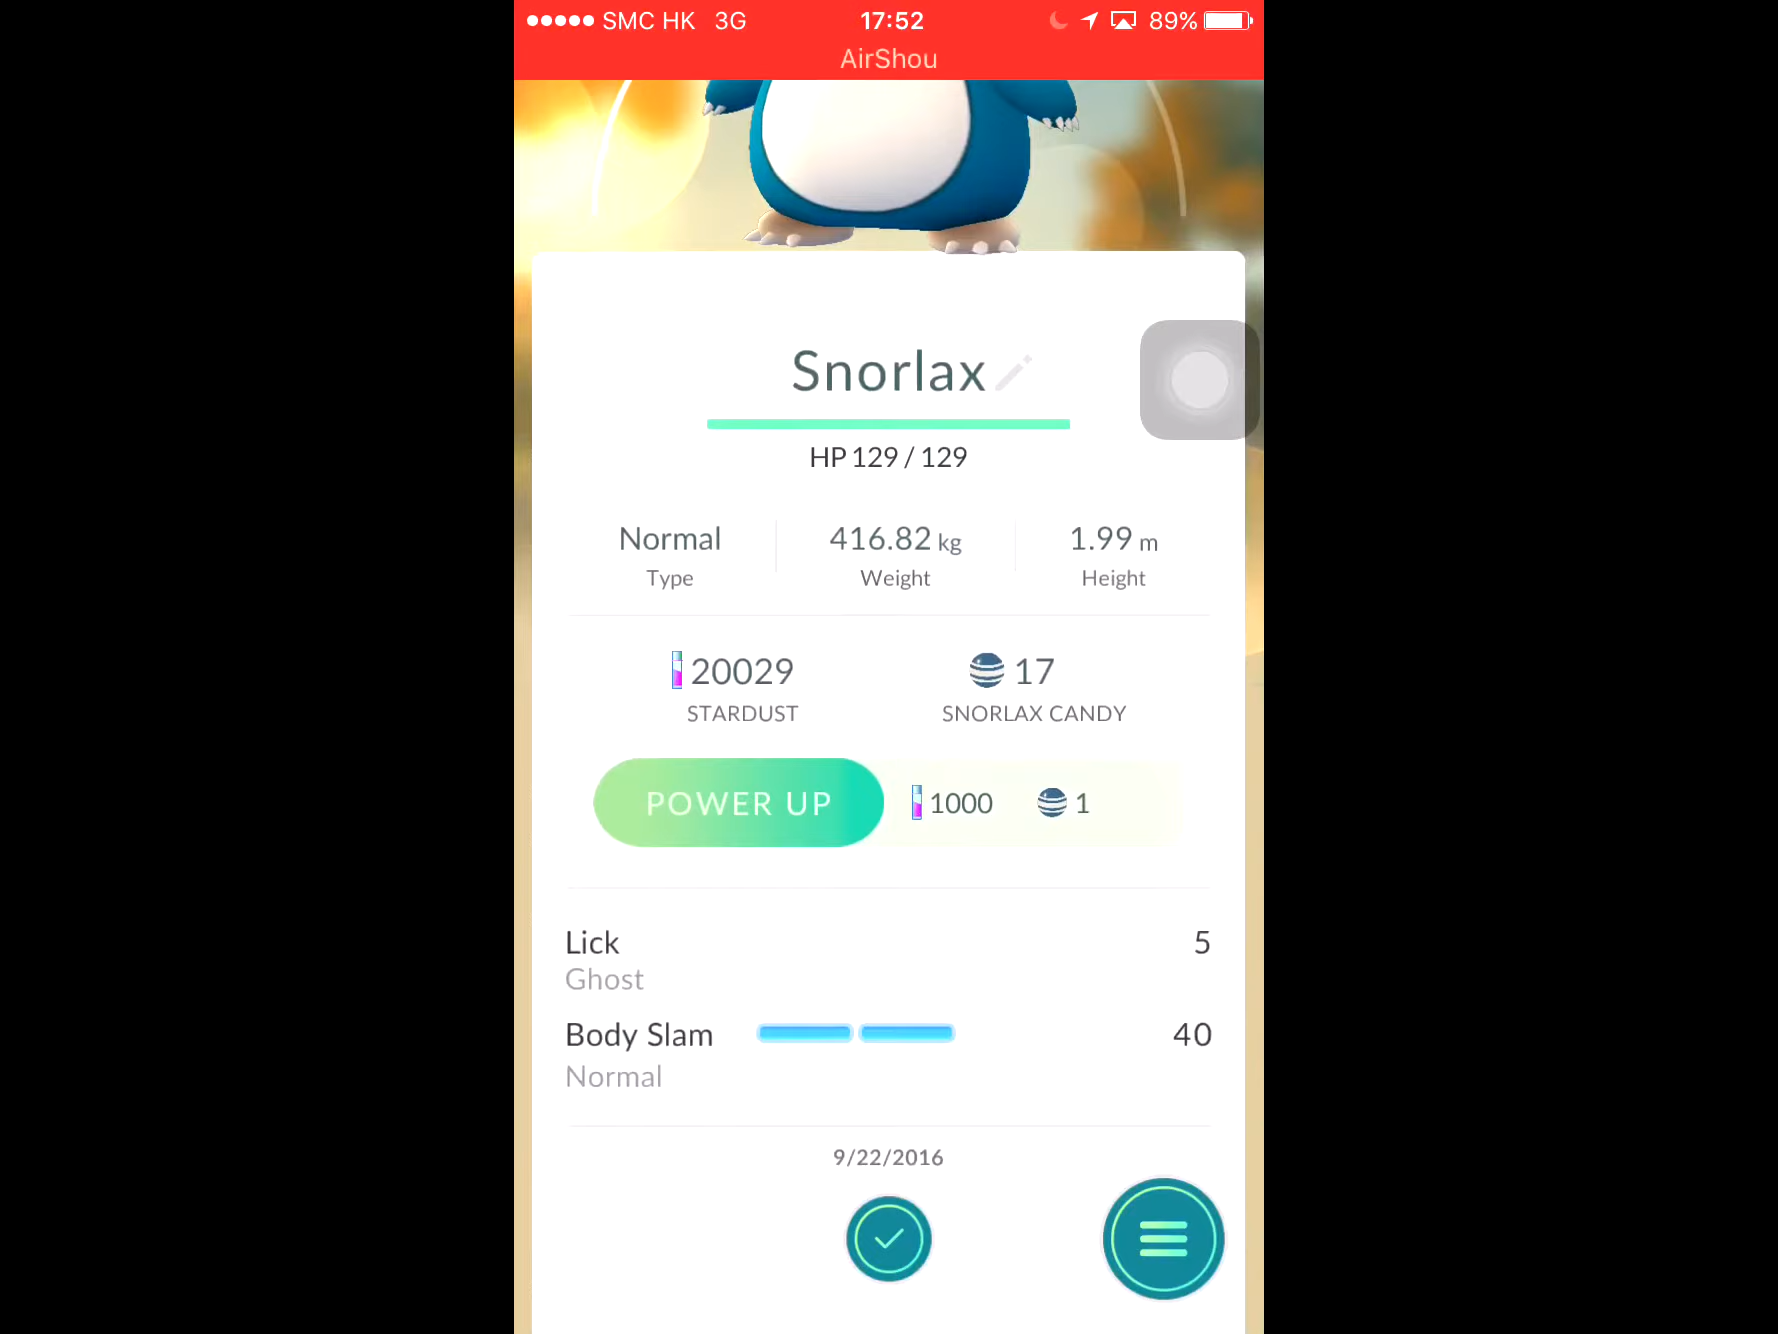 SMC HK 3G 17:52 89%
AirShou
Snorlax
HP 129 / 129
Normal 416.82 kg 1.99 m
Type Weight Height
20029 17
STARDUST SNORLAX CANDY
POWER UP 1000 1
Lick 5
Ghost
Body Slam 40
Normal
9/22/2016